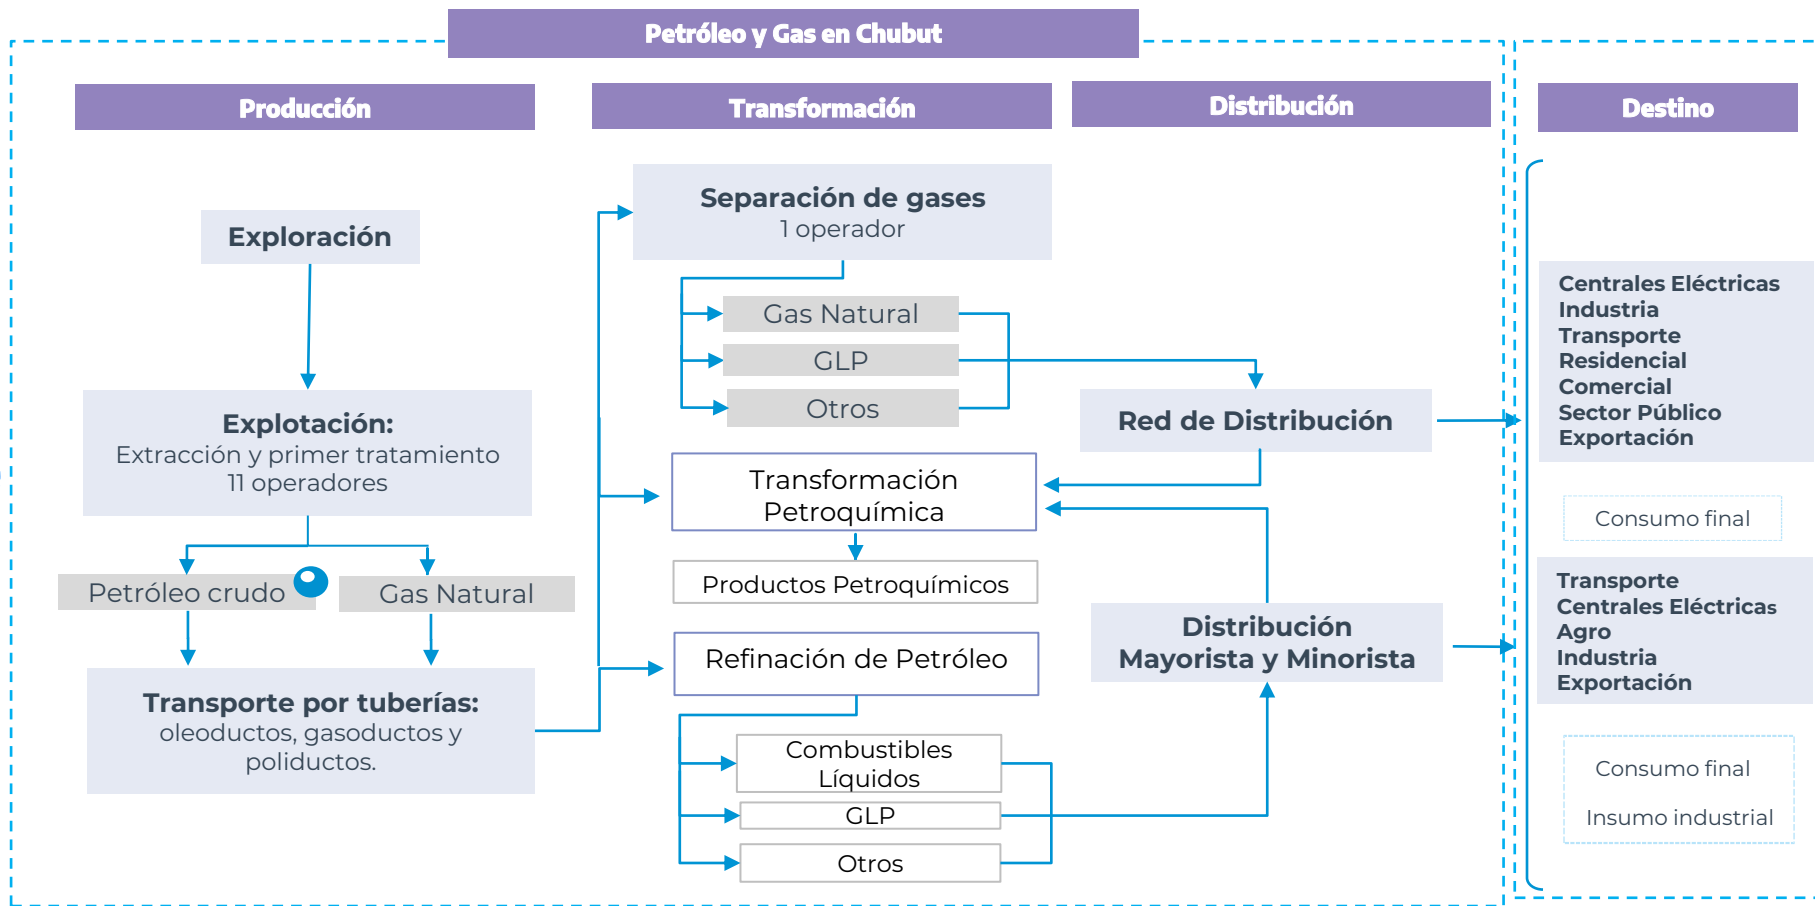 Petróleo y Gas en Chubut
Producción
Exploración
Explotación:
Extracción y primer tratamiento
11 operadores
Petróleo crudo
Gas Natural
Transporte por tuberías:
oleoductos, gasoductos y
poliductos.
Transformación
Separación de gases
1 operador
Gas Natural
GLP
Otros
Transformación
Petroquímica
Productos Petroquímicos
Refinación de Petróleo
Combustibles
Líquidos
GLP
Otros
Distribución
Red de Distribución
Distribución
Mayorista y Minorista
Destino
Centrales Eléctricas
Industria
Transporte
Residencial
Comercial
Sector Público
Exportación
Consumo final
Transporte
Centrales Eléctricas
Agro
Industria
Exportación
Consumo final
Insumo industrial